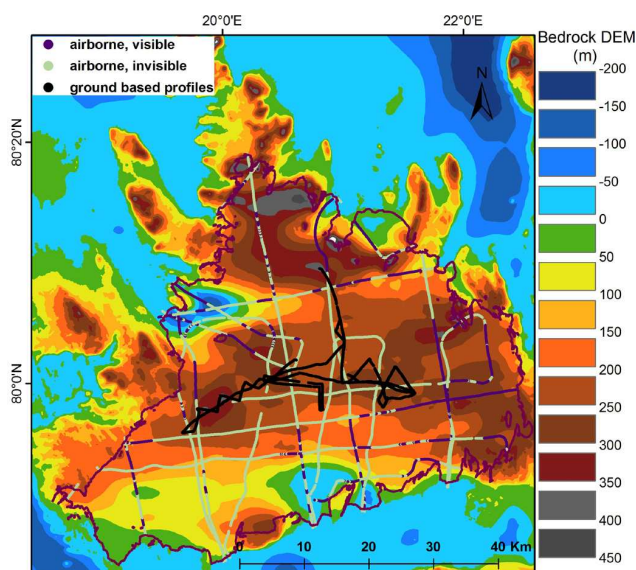 20°0'E 22°0'E
airborne, visible
airborne, invisible
ground based profiles
N
80°20'N
80°0'N
0 10 20 30 40 Km
Bedrock DEM
(m)
-200
-150
-100
-50
0
50
100
150
200
250
300
350
400
450